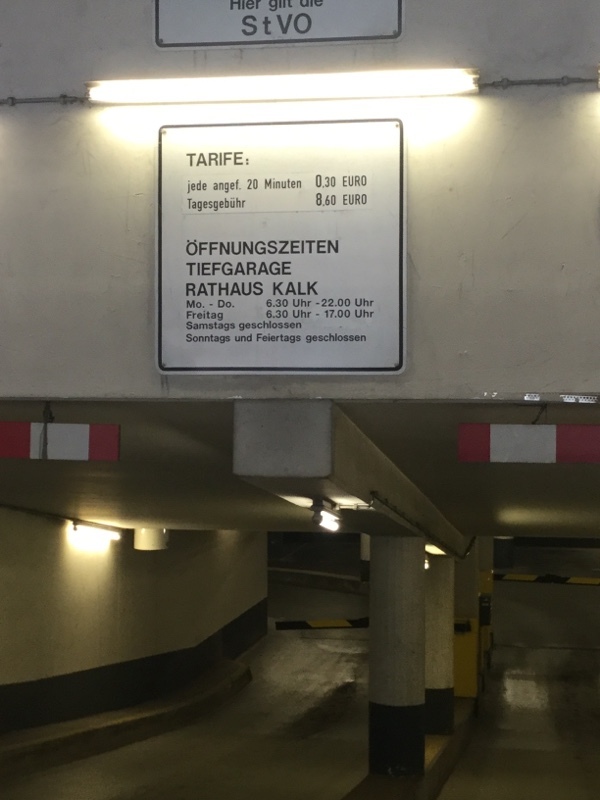 Hier gilt die
StVO
TARIFE:
jede angef. 20 Minuten 0,30 EURO
Tagesgebühr 8,60 EURO
ÖFFNUNGSZEITEN
TIEFGARAGE
RATHAUS KALK
Mo. - Do. 6.30 Uhr - 22.00 Uhr
Freitag 6.30 Uhr - 17.00 Uhr
Samstags geschlossen
Sonntags und Feiertags geschlossen